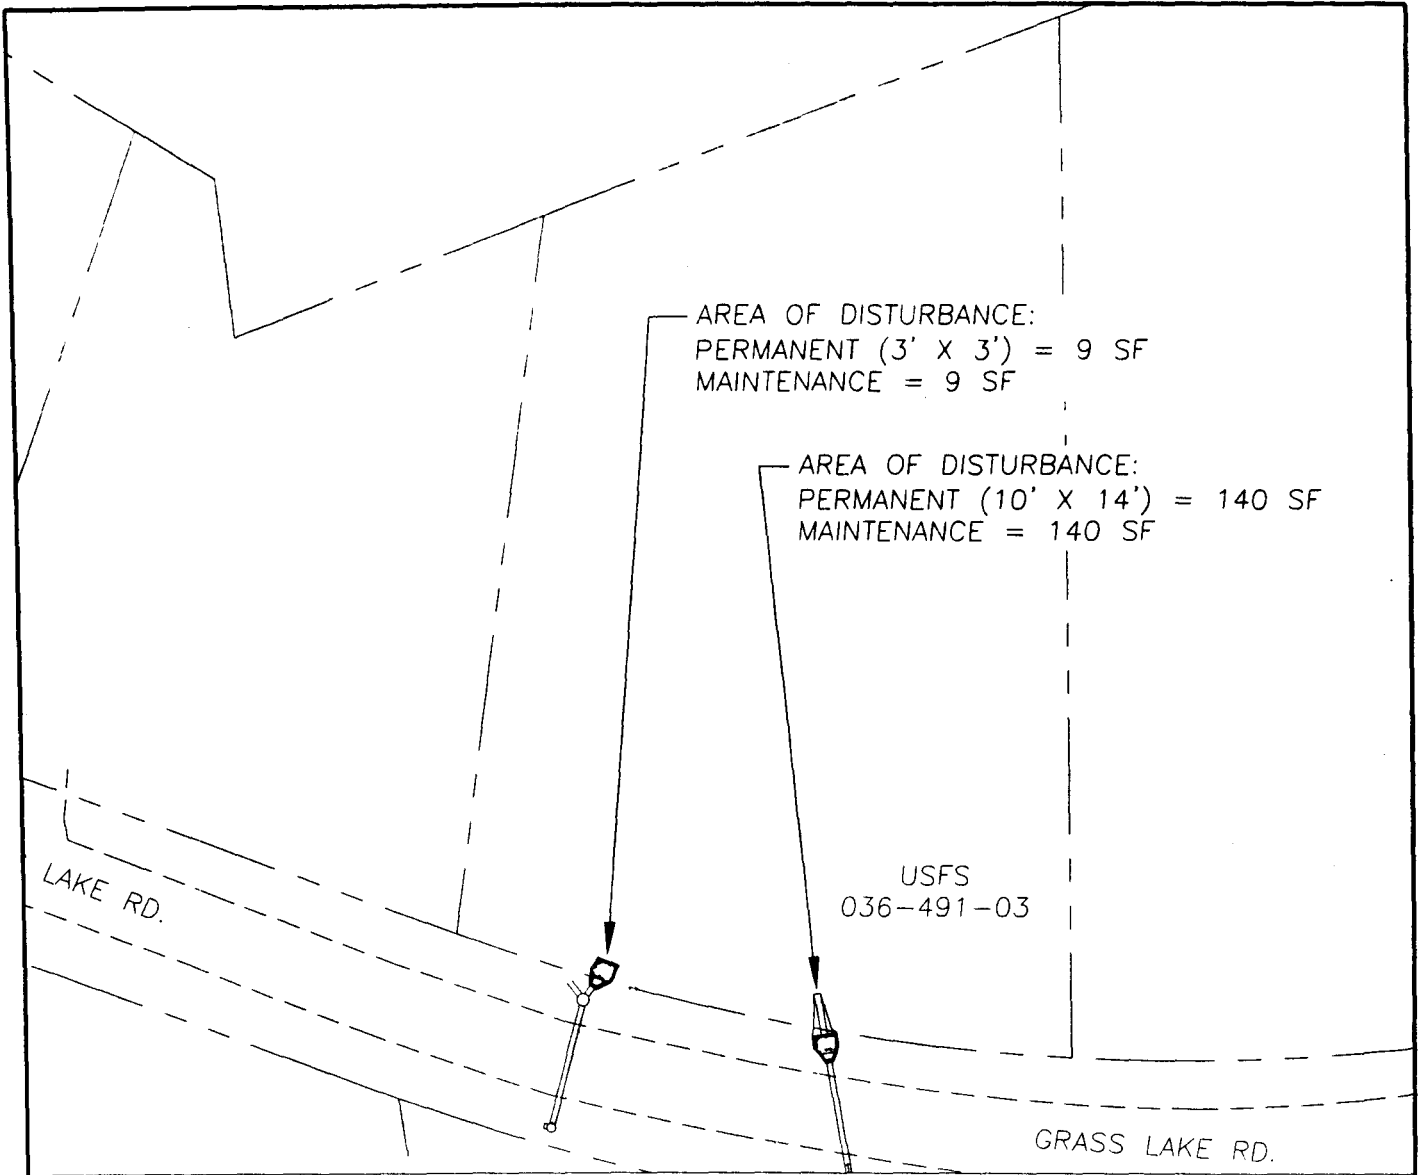 AREA OF DISTURBANCE:
PERMANENT (3' X 3') = 9 SF
MAINTENANCE = 9 SF
AREA OF DISTURBANCE:
PERMANENT (10' X 14') = 140 SF
MAINTENANCE = 140 SF
USFS
036-491-03
LAKE RD.
GRASS LAKE RD.